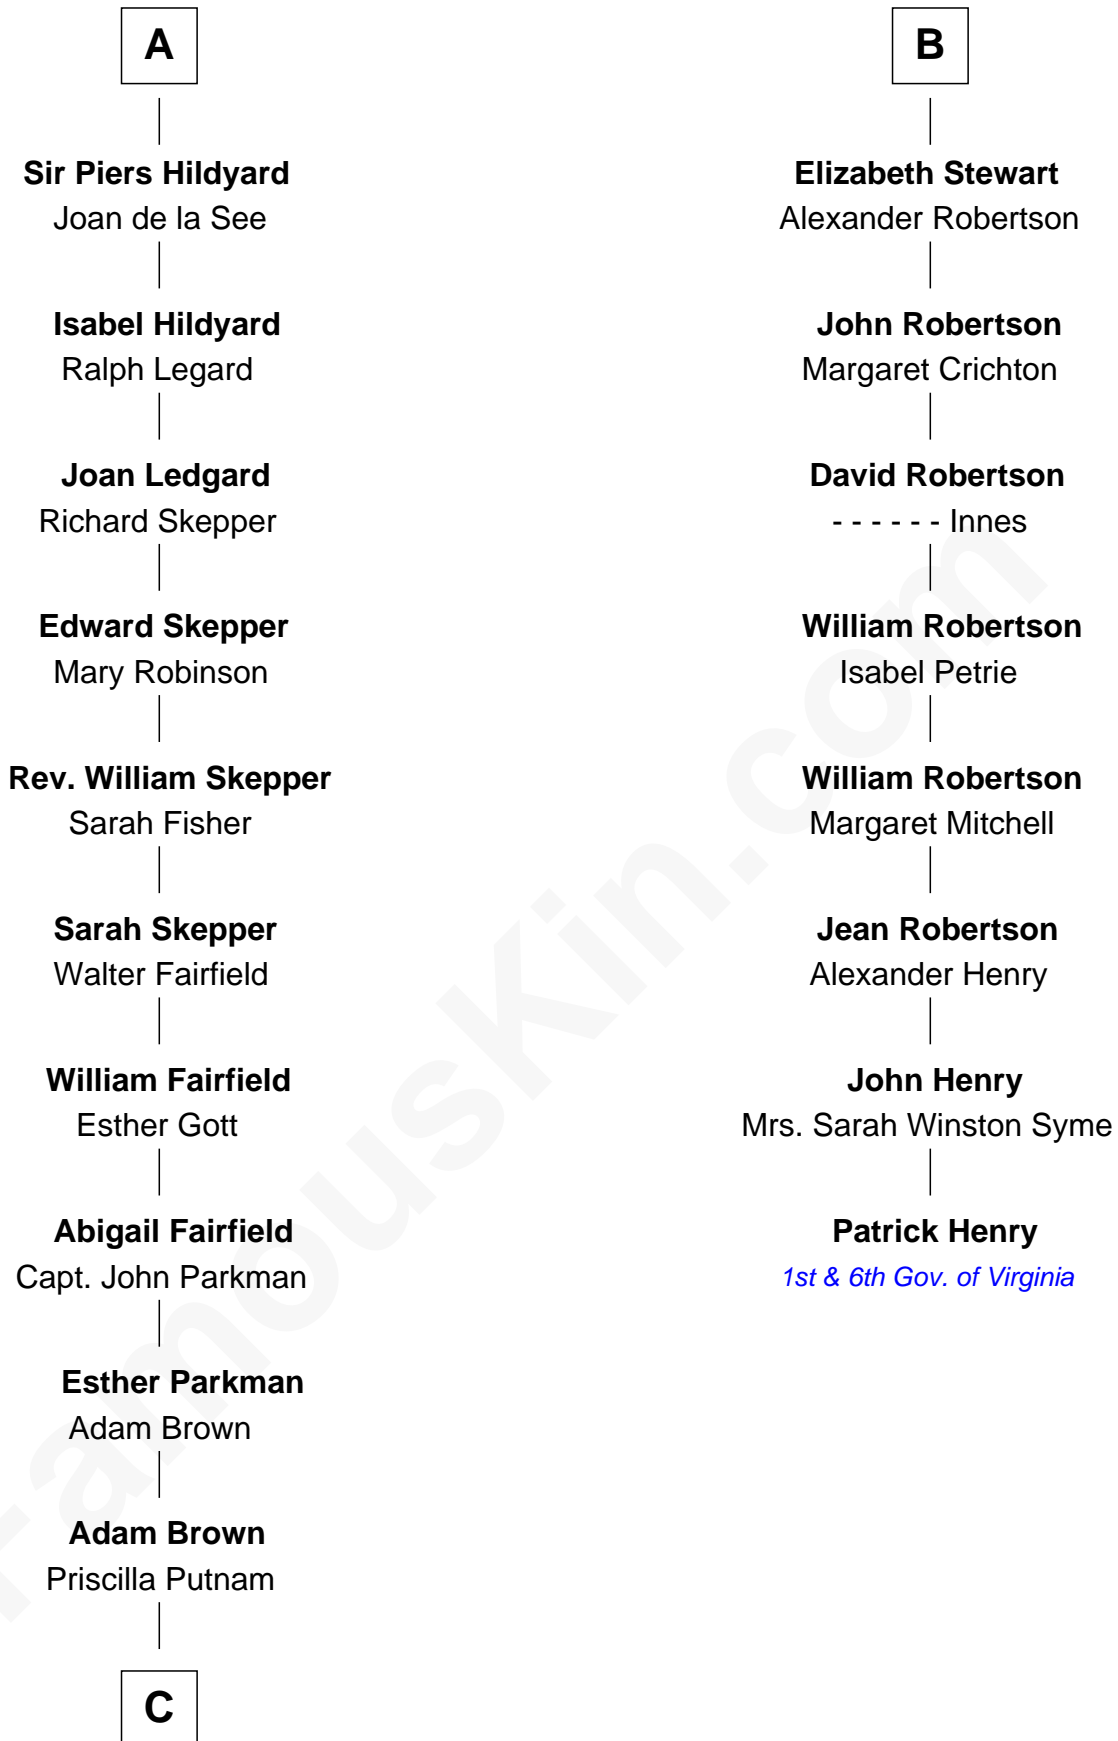 A
Sir Piers Hildyard
Joan de la See
Isabel Hildyard
Ralph Legard
Joan Ledgard
Richard Skepper
Edward Skepper
Mary Robinson
Rev. William Skepper
Sarah Fisher
Sarah Skepper
Walter Fairfield
William Fairfield
Esther Gott
Abigail Fairfield
Capt. John Parkman
Esther Parkman
Adam Brown
Adam Brown
Priscilla Putnam
C
B
Elizabeth Stewart
Alexander Robertson
John Robertson
Margaret Crichton
David Robertson
- - - - - - Innes
William Robertson
Isabel Petrie
William Robertson
Margaret Mitchell
Jean Robertson
Alexander Henry
John Henry
Mrs. Sarah Winston Syme
Patrick Henry
1st & 6th Gov. of Virginia
FamousKin.com